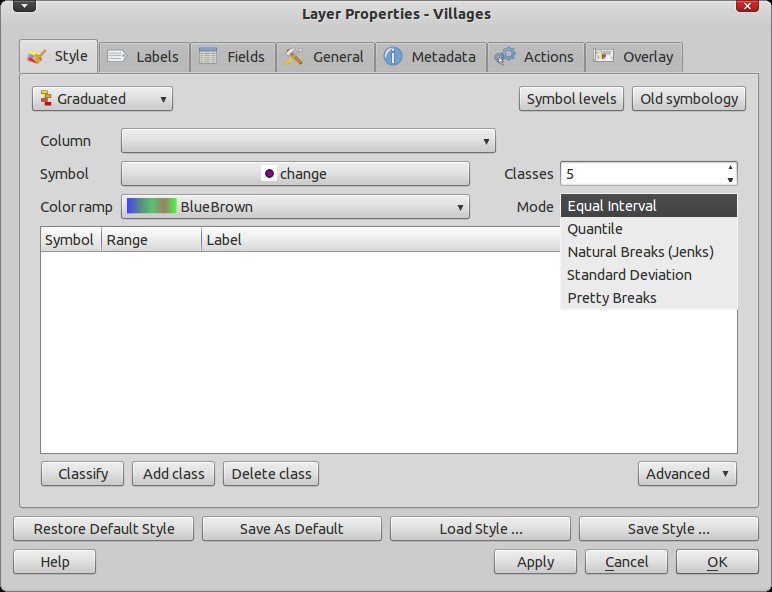 Layer Properties - Villages
Style Labels Fields General Metadata Actions Overlay
Graduated Symbol levels Old symbology
Column
Symbol change Classes 5
Color ramp BlueBrown Mode Equal Interval
Quantile
Natural Breaks (Jenks)
Standard Deviation
Pretty Breaks
Symbol Range Label
Classify Add class Delete class Advanced
Restore Default Style Save As Default Load Style ... Save Style ...
Help Apply Cancel OK